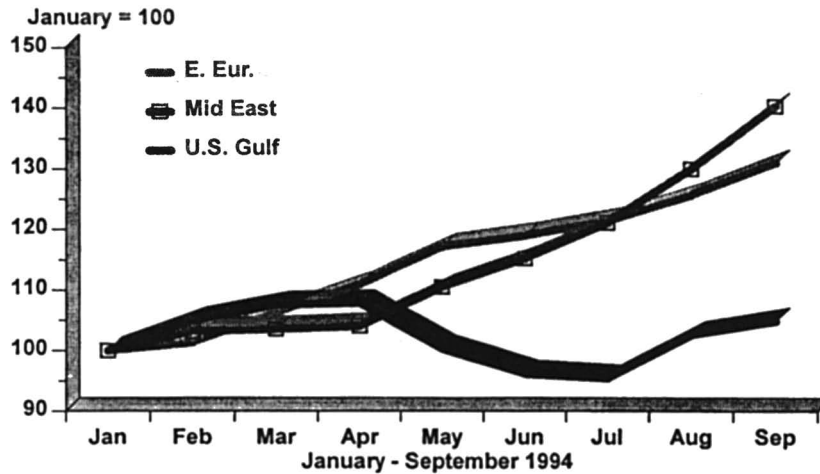 January = 100
150
140
130
120
110
100
90
E. Eur.
Mid East
U.S. Gulf
Jan Feb Mar Apr May Jun Jul Aug Sep
January - September 1994